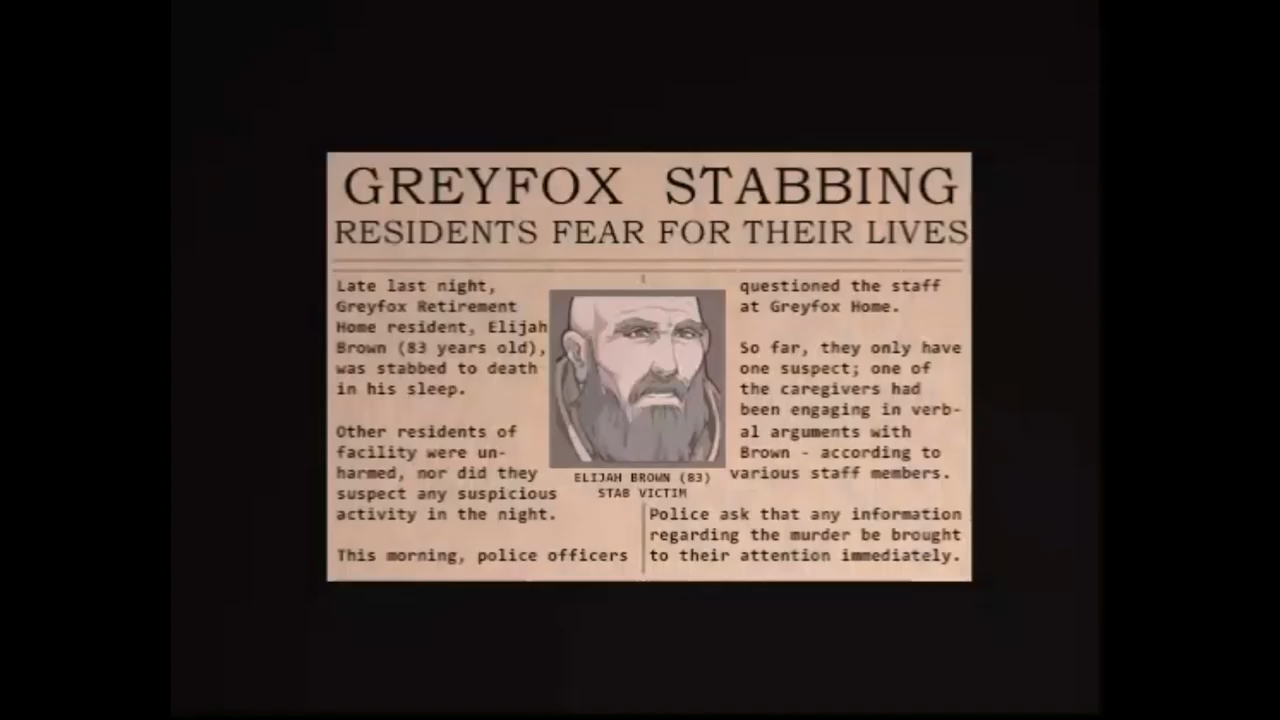 GREYFOX STABBING
RESIDENTS FEAR FOR THEIR LIVES
Late last night,
Greyfox Retirement
Home resident, Elijah
Brown (83 years old),
was stabbed to death
in his sleep.
Other residents of
facility were un-
harmed, nor did they
suspect any suspicious
activity in the night.
This morning, police officers
ELIJAH BROWN (83)
STAB VICTIM
questioned the staff
at Greyfox Home.
So far, they only have
one suspect; one of
the caregivers had
been engaging in verb-
al arguments with
Brown - according to
various staff members.
Police ask that any information
regarding the murder be brought
to their attention immediately.